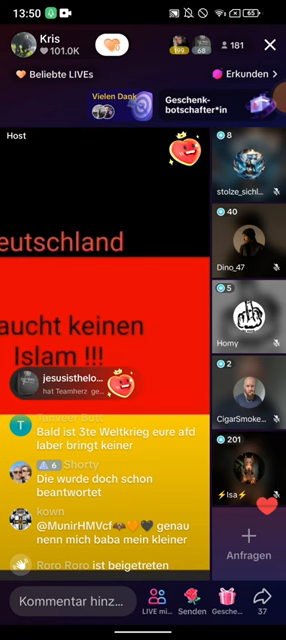 13:50
Kris
101.0K
199
68
181
Beliebte LIVEs
Erkunden >
Vielen Dank
Geschenk-
botschafter*in
Host
8
stolze_sichl...
eutschland
40
Dino_47
aucht keinen
Islam !!!
5
Homy
jesusisthelo...
hat Teamherz ge...
2
CigarSmoke...
T
Bald ist 3te Weltkrieg eure afd
laber bringt keiner
6 Shorty
Die wurde doch schon
beantwortet
201
⚡Isa⚡
kown
@MunirHMVcf🦇🧡🖤 genau
nenn mich baba mein kleiner
Roro Roro ist beigetreten
+
Anfragen
Kommentar hinz...
LIVE mi...
Senden
Gesche...
37